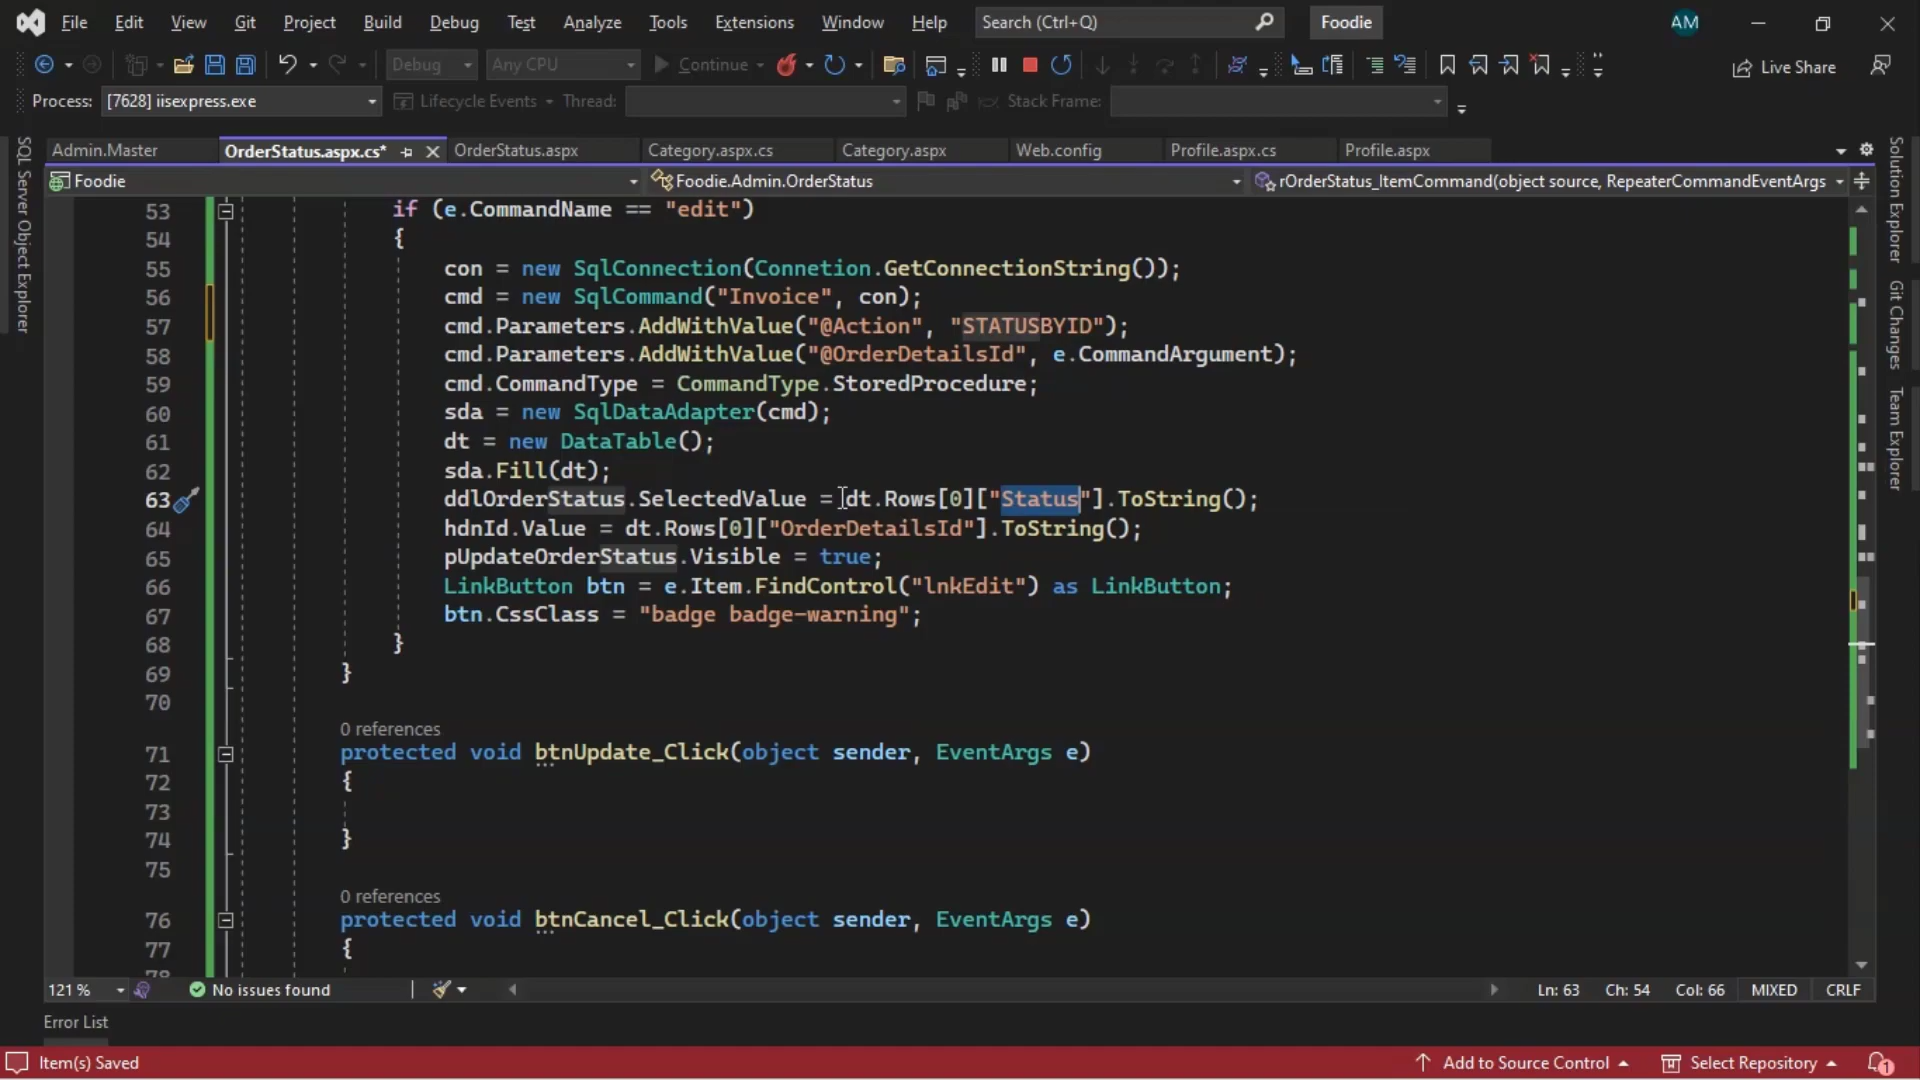 File Edit View Git Project Build Debug Test Analyze Tools Extensions Window Help Search (Ctrl+Q) Foodie AM
Debug Any CPU Continue Live Share
Process: [7628] iisexpress.exe Lifecycle Events Thread: Stack Frame:
Admin.Master OrderStatus.aspx.cs* OrderStatus.aspx Category.aspx.cs Category.aspx Web.config Profile.aspx.cs Profile.aspx
Foodie Foodie.Admin.OrderStatus rOrderStatus_ItemCommand(object source, RepeaterCommandEventArgs
SQL Server Object Explorer
Solution Explorer
Git Changes
Team Explorer
53 if (e.CommandName == "edit")
54 {
55 con = new SqlConnection(Connetion.GetConnectionString());
56 cmd = new SqlCommand("Invoice", con);
57 cmd.Parameters.AddWithValue("@Action", "STATUSBYID");
58 cmd.Parameters.AddWithValue("@OrderDetailsId", e.CommandArgument);
59 cmd.CommandType = CommandType.StoredProcedure;
60 sda = new SqlDataAdapter(cmd);
61 dt = new DataTable();
62 sda.Fill(dt);
63 ddlOrderStatus.SelectedValue = dt.Rows[0]["Status"].ToString();
64 hdnId.Value = dt.Rows[0]["OrderDetailsId"].ToString();
65 pUpdateOrderStatus.Visible = true;
66 LinkButton btn = e.Item.FindControl("lnkEdit") as LinkButton;
67 btn.CssClass = "badge badge-warning";
68 }
69 }
70
0 references
71 protected void btnUpdate_Click(object sender, EventArgs e)
72 {
73
74 }
75
0 references
76 protected void btnCancel_Click(object sender, EventArgs e)
77 {
78
121 % No issues found Ln: 63 Ch: 54 Col: 66 MIXED CRLF
Error List
Item(s) Saved Add to Source Control Select Repository 1